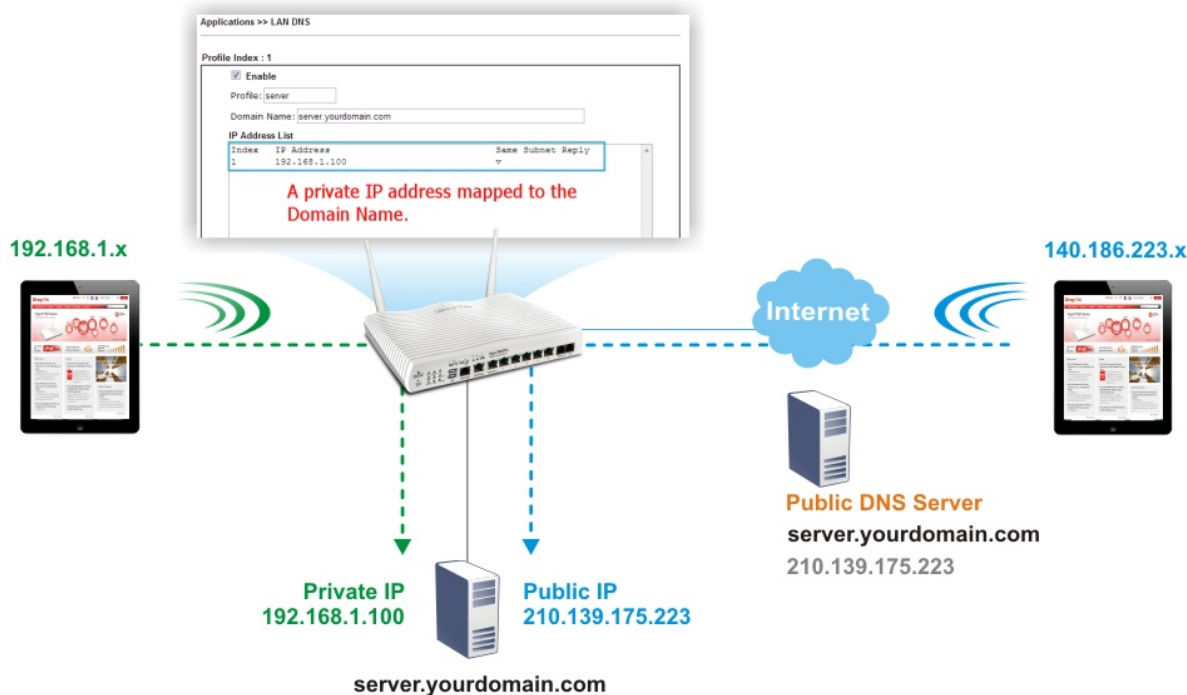 Applications >> LAN DNS
Profile Index : 1
Enable
Profile: server
Domain Name: server.yourdomain.com
IP Address List
Index IP Address Same Subnet Reply
1 192.168.1.100 v
A private IP address mapped to the
Domain Name.
192.168.1.x
140.186.223.x
Internet
Public DNS Server
server.yourdomain.com
210.139.175.223
Private IP
192.168.1.100
Public IP
210.139.175.223
server.yourdomain.com